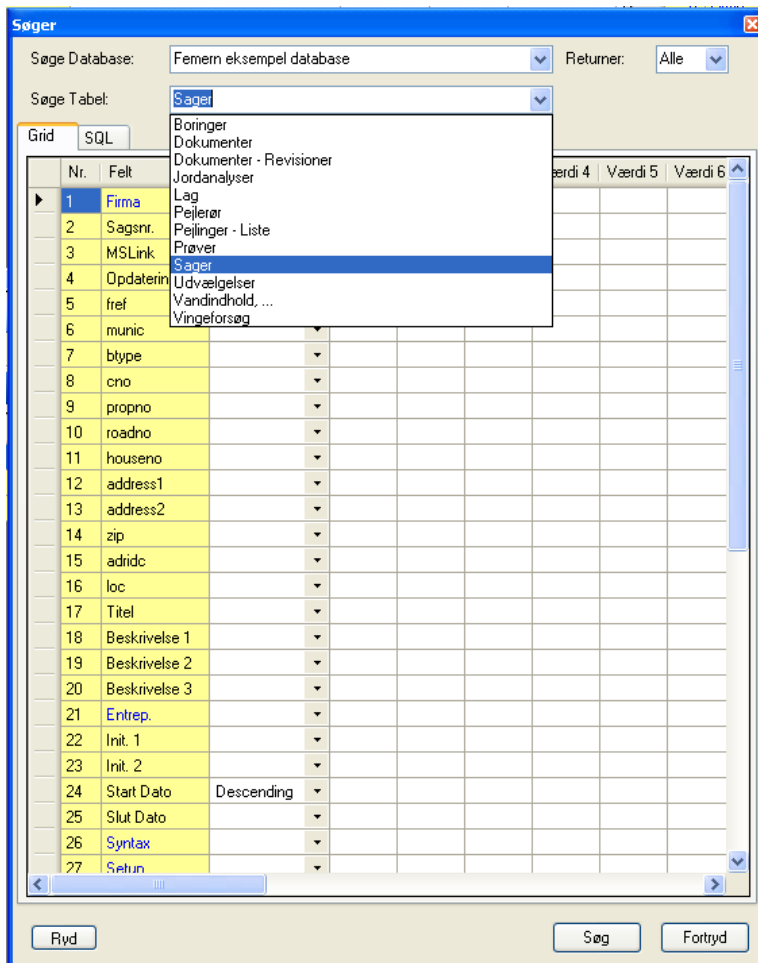 Søger
Søge Database: Femern eksempel database Returner: Alle
Søge Tabel: Sager
Grid SQL
Boringer
Dokumenter
Dokumenter - Revisioner
Jordanalyser
Lag
Pejlerør
Pejlinger - Liste
Prøver
Sager
Udvælgelser
Vandindhold, ...
Vingeforsøg
Nr. Felt Værdi 5 Værdi 6
1 Firma
2 Sagsnr.
3 MSLink
4 Opdaterin
5 fref
6 munic
7 btype
8 cno
9 propno
10 roadno
11 houseno
12 address1
13 address2
14 zip
15 adridc
16 loc
17 Titel
18 Beskrivelse 1
19 Beskrivelse 2
20 Beskrivelse 3
21 Entrep.
22 Init. 1
23 Init. 2
24 Start Dato Descending
25 Slut Dato
26 Syntax
27 Setup
Ryd Søg Fortryd